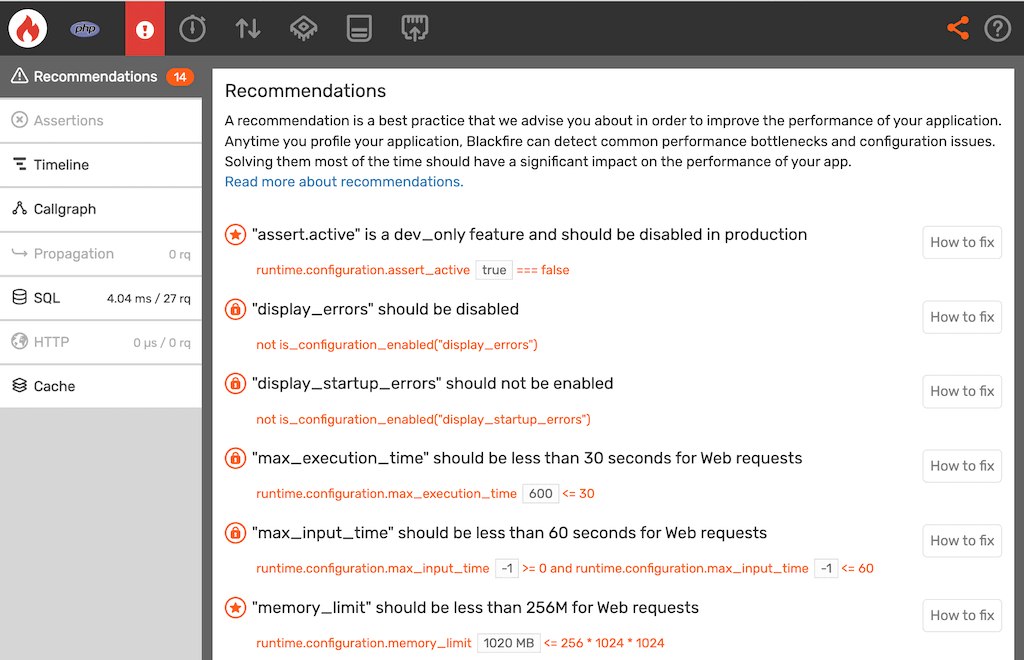 php
Recommendations 14
Assertions
Timeline
Callgraph
Propagation 0 rq
SQL 4.04 ms / 27 rq
HTTP 0 µs / 0 rq
Cache
Recommendations
A recommendation is a best practice that we advise you about in order to improve the performance of your application.
Anytime you profile your application, Blackfire can detect common performance bottlenecks and configuration issues.
Solving them most of the time should have a significant impact on the performance of your app.
Read more about recommendations.
"assert.active" is a dev_only feature and should be disabled in production
How to fix
runtime.configuration.assert_active true === false
"display_errors" should be disabled
How to fix
not is_configuration_enabled("display_errors")
"display_startup_errors" should not be enabled
How to fix
not is_configuration_enabled("display_startup_errors")
"max_execution_time" should be less than 30 seconds for Web requests
How to fix
runtime.configuration.max_execution_time 600 <= 30
"max_input_time" should be less than 60 seconds for Web requests
How to fix
runtime.configuration.max_input_time -1 >= 0 and runtime.configuration.max_input_time -1 <= 60
"memory_limit" should be less than 256M for Web requests
How to fix
runtime.configuration.memory_limit 1020 MB <= 256 * 1024 * 1024